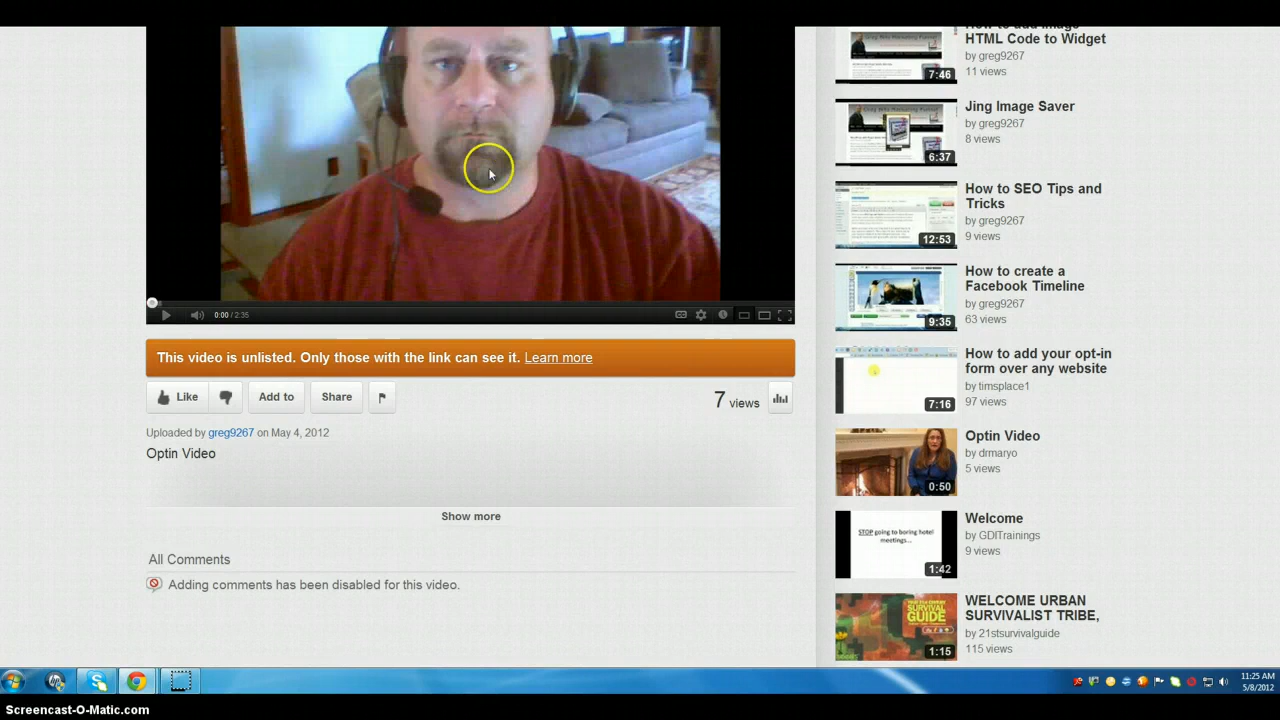 How to add image
HTML Code to Widget
by greg9267
11 views
7:46
Jing Image Saver
by greg9267
8 views
6:37
How to SEO Tips and
Tricks
by greg9267
9 views
12:53
How to create a
Facebook Timeline
by greg9267
63 views
9:35
How to add your opt-in
form over any website
by timsplace1
97 views
7:16
Optin Video
by drmaryo
5 views
0:50
STOP going to boring hotel
meetings...
Welcome
by GDITrainings
9 views
1:42
SURVIVAL
GUIDE
WELCOME URBAN
SURVIVALIST TRIBE,
by 21stsurvivalguide
115 views
1:15
0:00 / 2:35
This video is unlisted. Only those with the link can see it. Learn more
Like
Add to
Share
7 views
Uploaded by greg9267 on May 4, 2012
Optin Video
Show more
All Comments
Adding comments has been disabled for this video.
11:25 AM
5/8/2012
Screencast-O-Matic.com